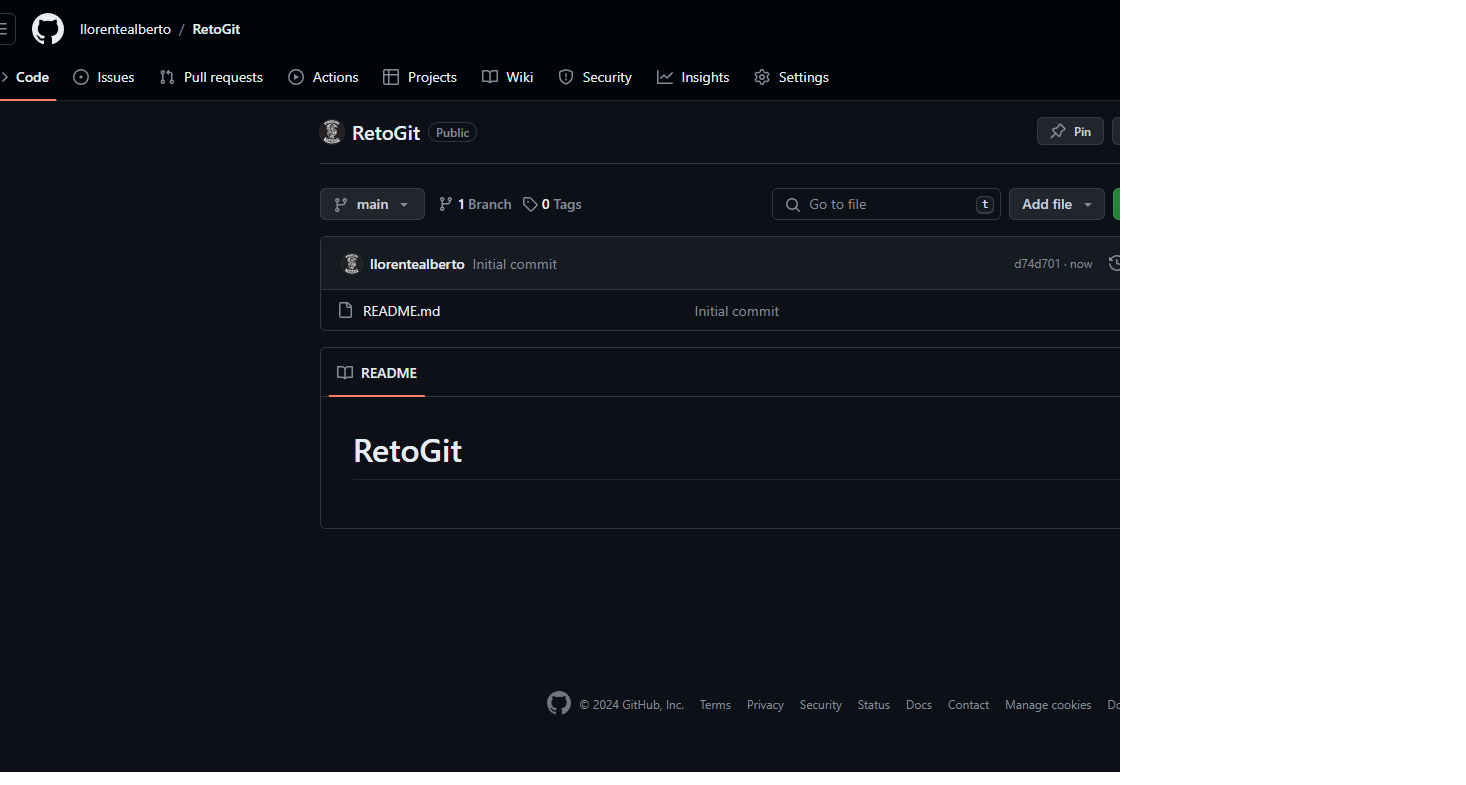 llorentealberto / RetoGit
Code Issues Pull requests Actions Projects Wiki Security Insights Settings
RetoGit Public Pin
main 1 Branch 0 Tags Go to file t Add file
llorentealberto Initial commit d74d701 · now
README.md Initial commit
README
RetoGit
© 2024 GitHub, Inc. Terms Privacy Security Status Docs Contact Manage cookies